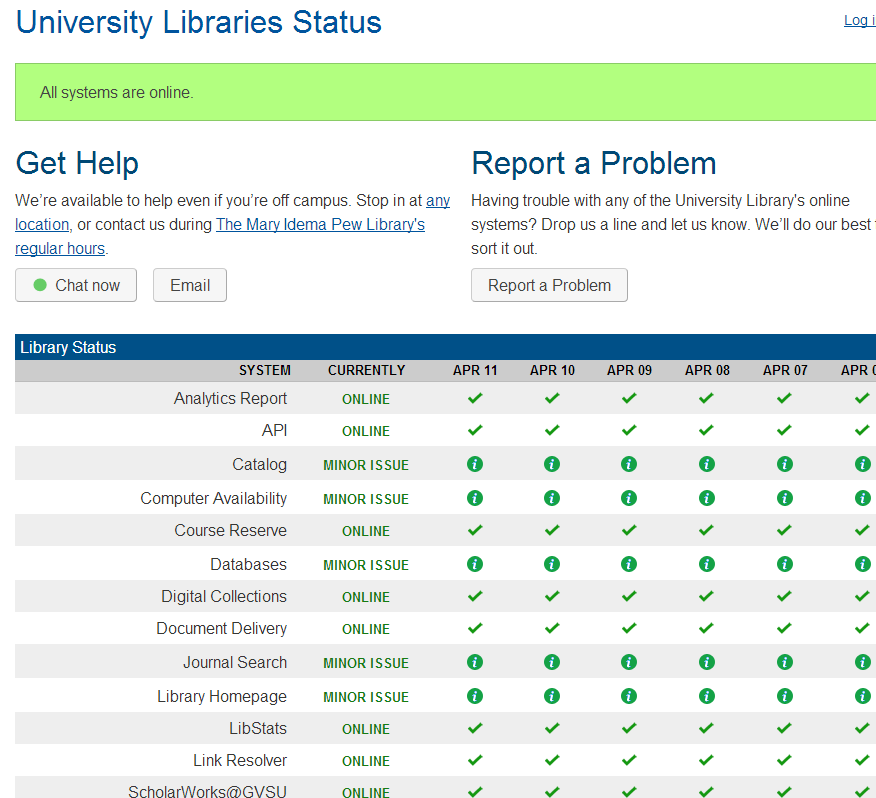 University Libraries Status
Log i
All systems are online.
Get Help
We're available to help even if you're off campus. Stop in at any
location, or contact us during The Mary Idema Pew Library's
regular hours.
Chat now
Email
Report a Problem
Having trouble with any of the University Library's online
systems? Drop us a line and let us know. We'll do our best
sort it out.
Report a Problem
Library Status
SYSTEM CURRENTLY APR 11 APR 10 APR 09 APR 08 APR 07 APR 0
Analytics Report ONLINE
API ONLINE
Catalog MINOR ISSUE
Computer Availability MINOR ISSUE
Course Reserve ONLINE
Databases MINOR ISSUE
Digital Collections ONLINE
Document Delivery ONLINE
Journal Search MINOR ISSUE
Library Homepage MINOR ISSUE
LibStats ONLINE
Link Resolver ONLINE
ScholarWorks@GVSU ONLINE